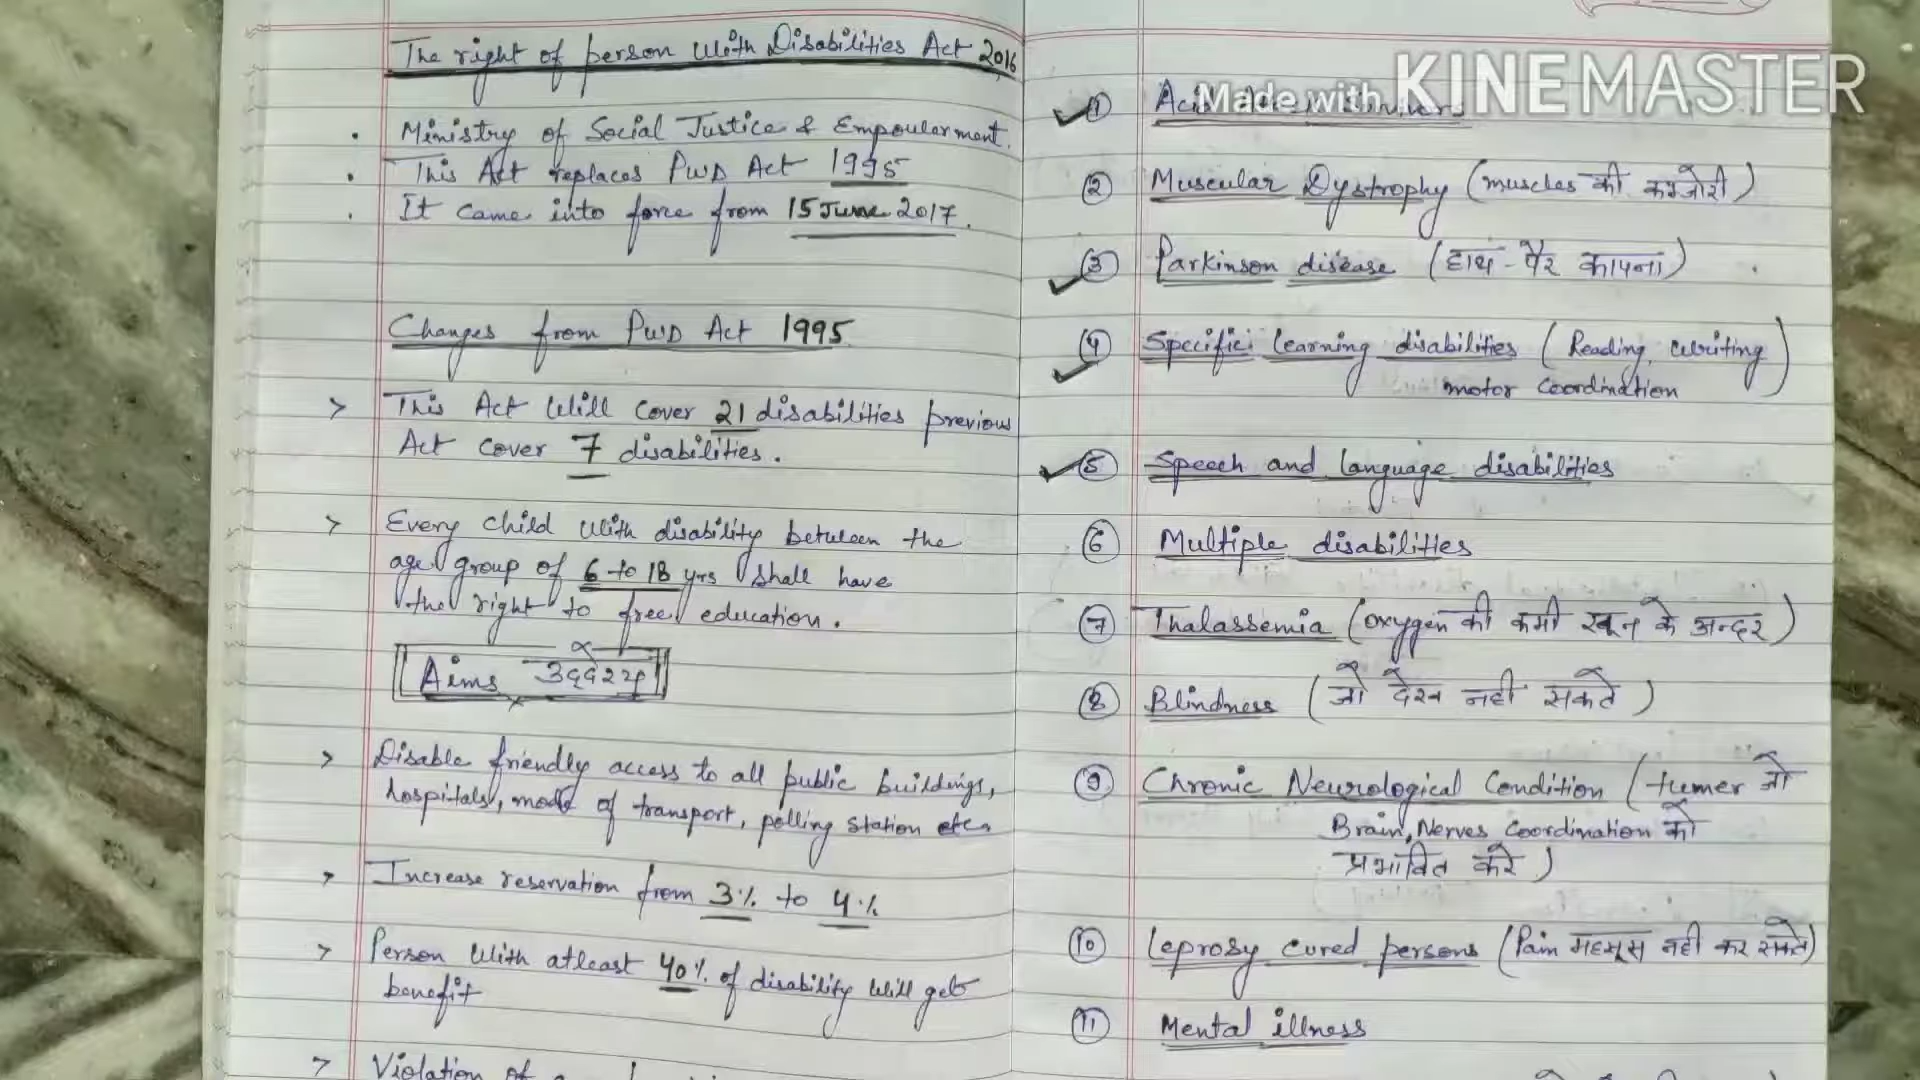 The right of person with Disabilities Act 2016
. Ministry of Social Justice & Empowerment.
. This Act replaces PwD Act 1995
. It came into force from 15 June 2017.
Changes from PwD Act 1995
> This Act will cover 21 disabilities previous
Act cover 7 disabilities.
> Every child with disability between the
age group of 6 to 18 yrs shall have
the right to free education.
Aims उद्देश्य
> Disable friendly access to all public buildings,
hospitals, mode of transport, polling station etc.
> Increase reservation from 3% to 4%
> Person with atleast 40% of disability will get
benefit
> Violation of
Made with KINEMASTER
① Acid
② Muscular Dystrophy (muscles की कमजोरी)
③ Parkinson disease (हाथ - पैर कापना)
④ Specific learning disabilities (Reading, writing
motor coordination)
⑤ Speech and language disabilities
⑥ Multiple disabilities
⑦ Thalassemia (oxygen की कमी खून के अन्दर)
⑧ Blindness (जो देख नही सकते)
⑨ Chronic Neurological Condition (tumer जो
Brain, Nerves coordination को
प्रभावित करे)
⑩ Leprosy cured persons (Pain महसूस नही कर सकते)
⑪ Mental illness